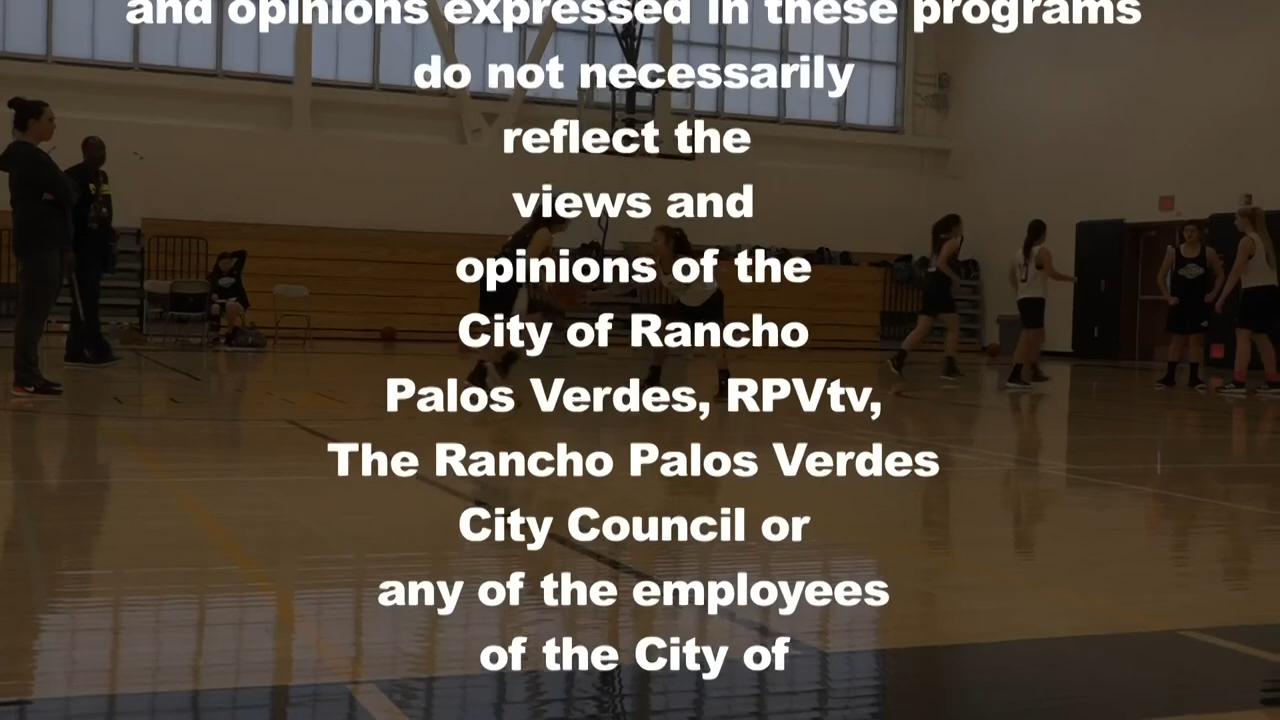 and opinions expressed in these programs
do not necessarily
reflect the
views and
opinions of the
City of Rancho
Palos Verdes, RPVtv,
The Rancho Palos Verdes
City Council or
any of the employees
of the City of